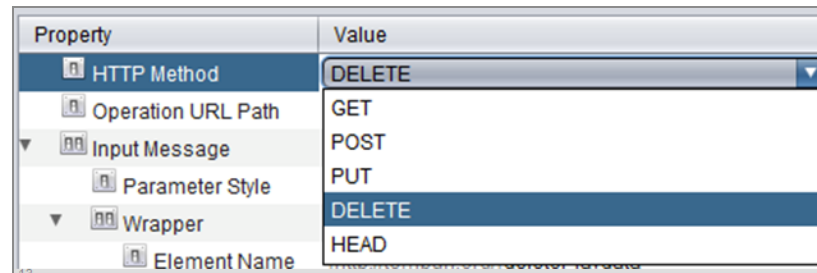 Property Value
HTTP Method DELETE
Operation URL Path GET
Input Message POST
Parameter Style PUT
Wrapper DELETE
Element Name HEAD